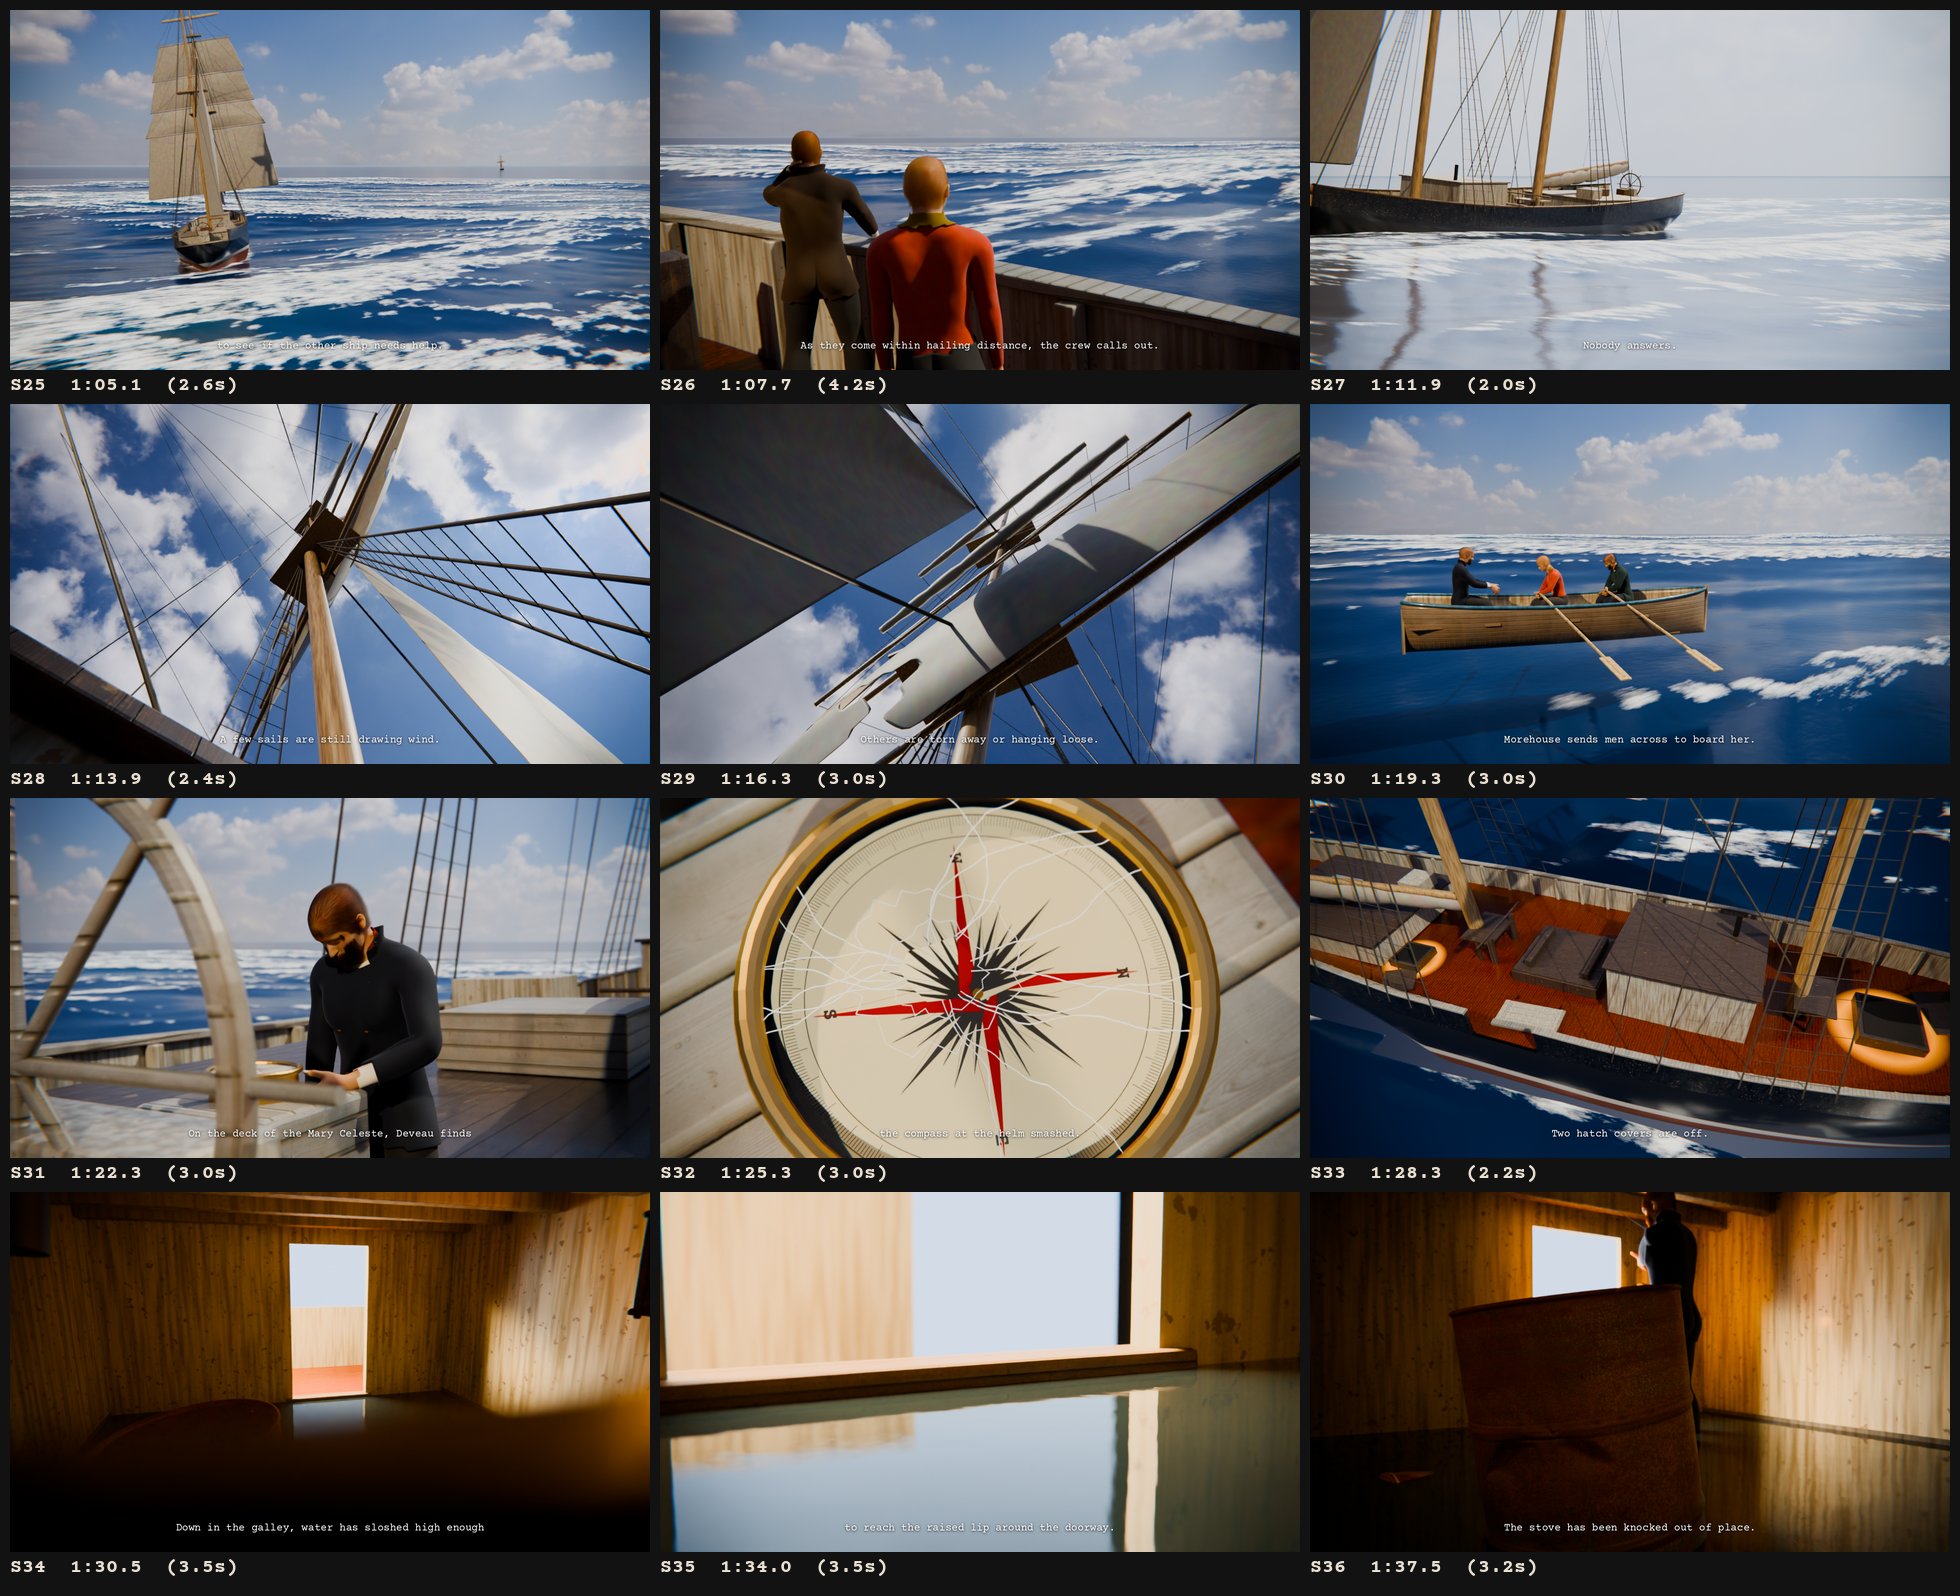 to see if the other ship needs help.
As they come within hailing distance, the crew calls out.
Nobody answers.
S25 1:05.1 (2.6s)
S26 1:07.7 (4.2s)
S27 1:11.9 (2.0s)
A few sails are still drawing wind.
Others are torn away or hanging loose.
Morehouse sends men across to board her.
S28 1:13.9 (2.4s)
S29 1:16.3 (3.0s)
S30 1:19.3 (3.0s)
N
S
E
W
On the deck of the Mary Celeste, Deveau finds
the compass at the helm smashed.
Two hatch covers are off.
S31 1:22.3 (3.0s)
S32 1:25.3 (3.0s)
S33 1:28.3 (2.2s)
Down in the galley, water has sloshed high enough
to reach the raised lip around the doorway.
The stove has been knocked out of place.
S34 1:30.5 (3.5s)
S35 1:34.0 (3.5s)
S36 1:37.5 (3.2s)